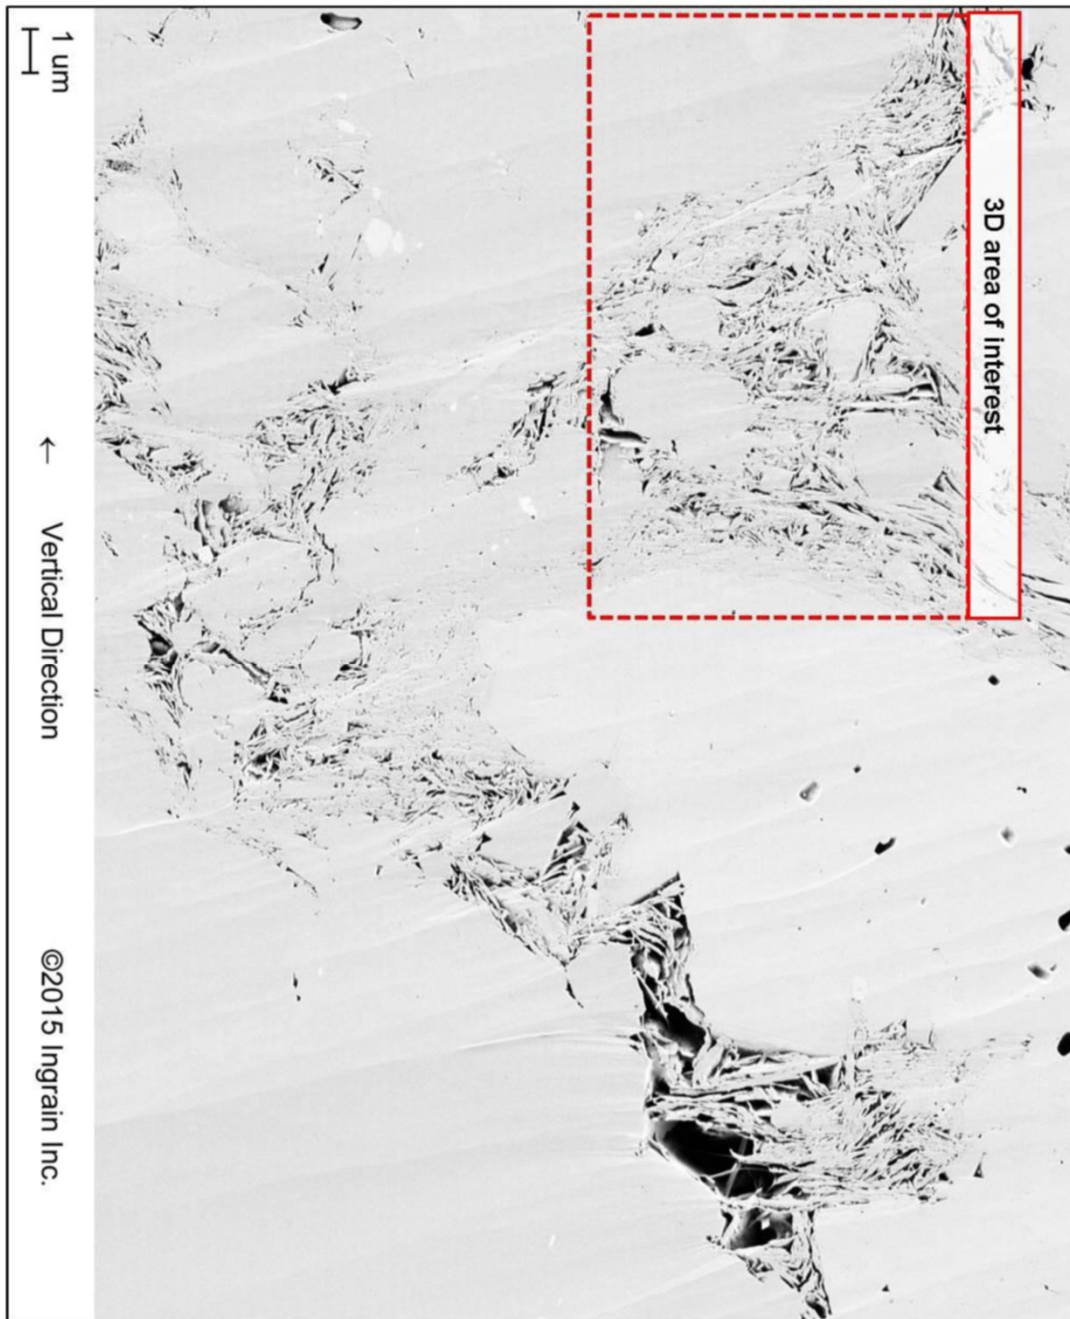 3D area of interest
1 um
← Vertical Direction
©2015 Ingrain Inc.